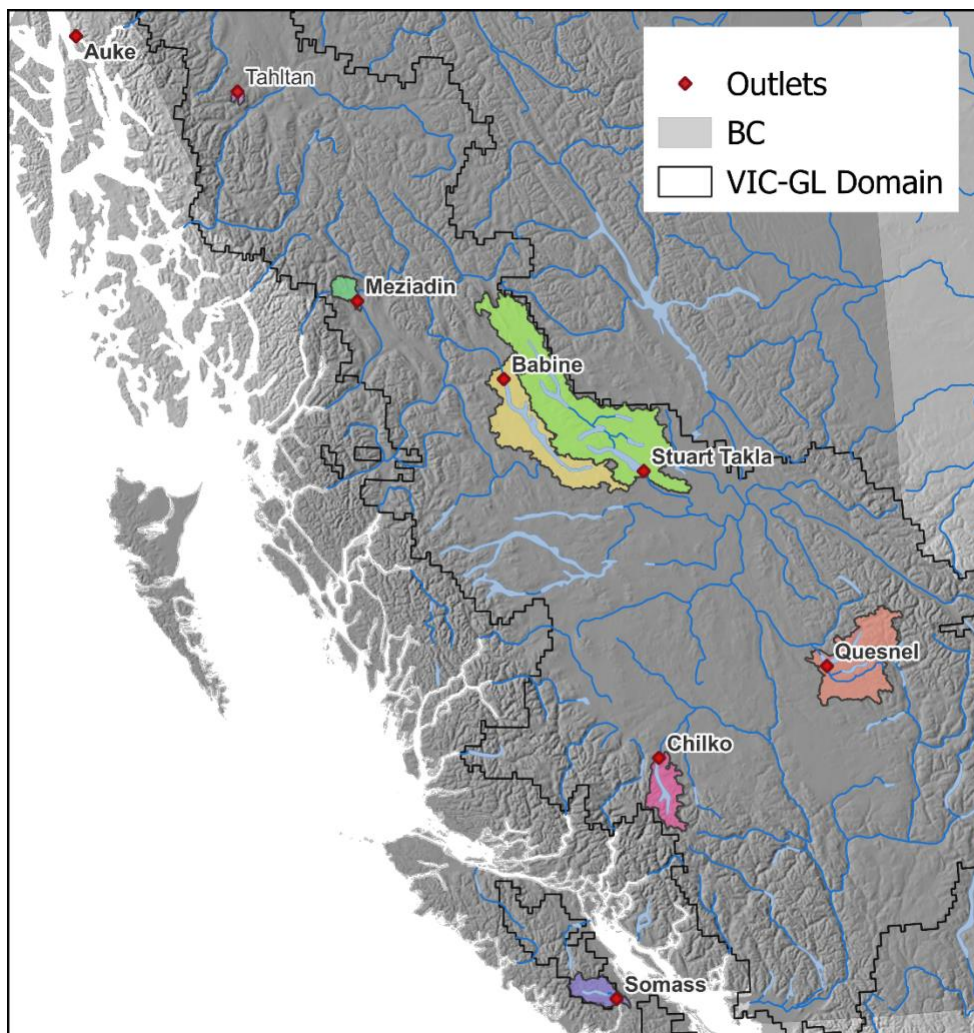 Auke
Tahltan
Outlets
BC
VIC-GL Domain
Meziadin
Babine
Stuart Takla
Quesnel
Chilko
Somass